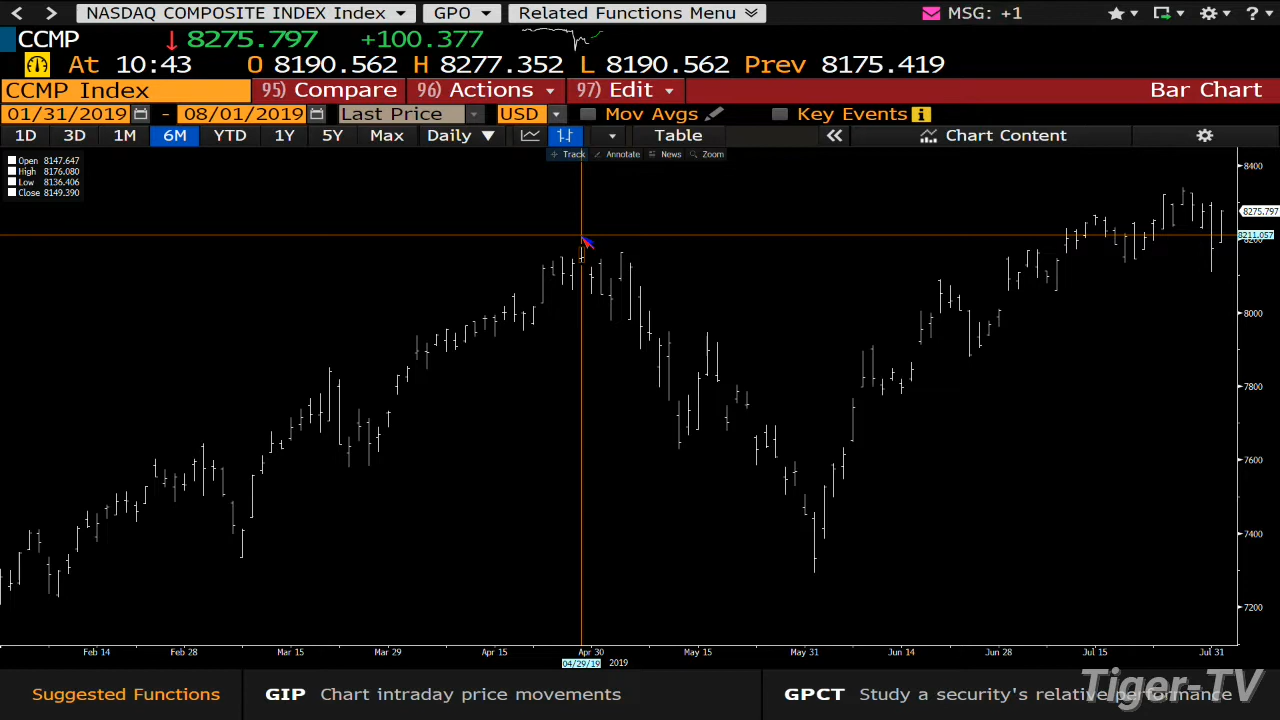 NASDAQ COMPOSITE INDEX Index GPO Related Functions Menu MSG: +1 ?
CCMP ↓ 8275.797 +100.377
At 10:43 O 8190.562 H 8277.352 L 8190.562 Prev 8175.419
CCMP Index 95) Compare 96) Actions 97) Edit Bar Chart
01/31/2019 - 08/01/2019 Last Price USD Mov Avgs Key Events i
1D 3D 1M 6M YTD 1Y 5Y Max Daily ▼ Table Chart Content
Track Annotate News Zoom
Open 8147.647
High 8176.080
Low 8136.406
Close 8149.390
8400
8275.797
8211.057
8200
8000
7800
7600
7400
7200
Feb 14 Feb 28 Mar 15 Mar 29 Apr 15 Apr 30 May 15 May 31 Jun 14 Jun 28 Jul 15 Jul 31
04/29/19 2019
Suggested Functions GIP Chart intraday price movements GPCT Study a security's relative performance
Tiger-TV